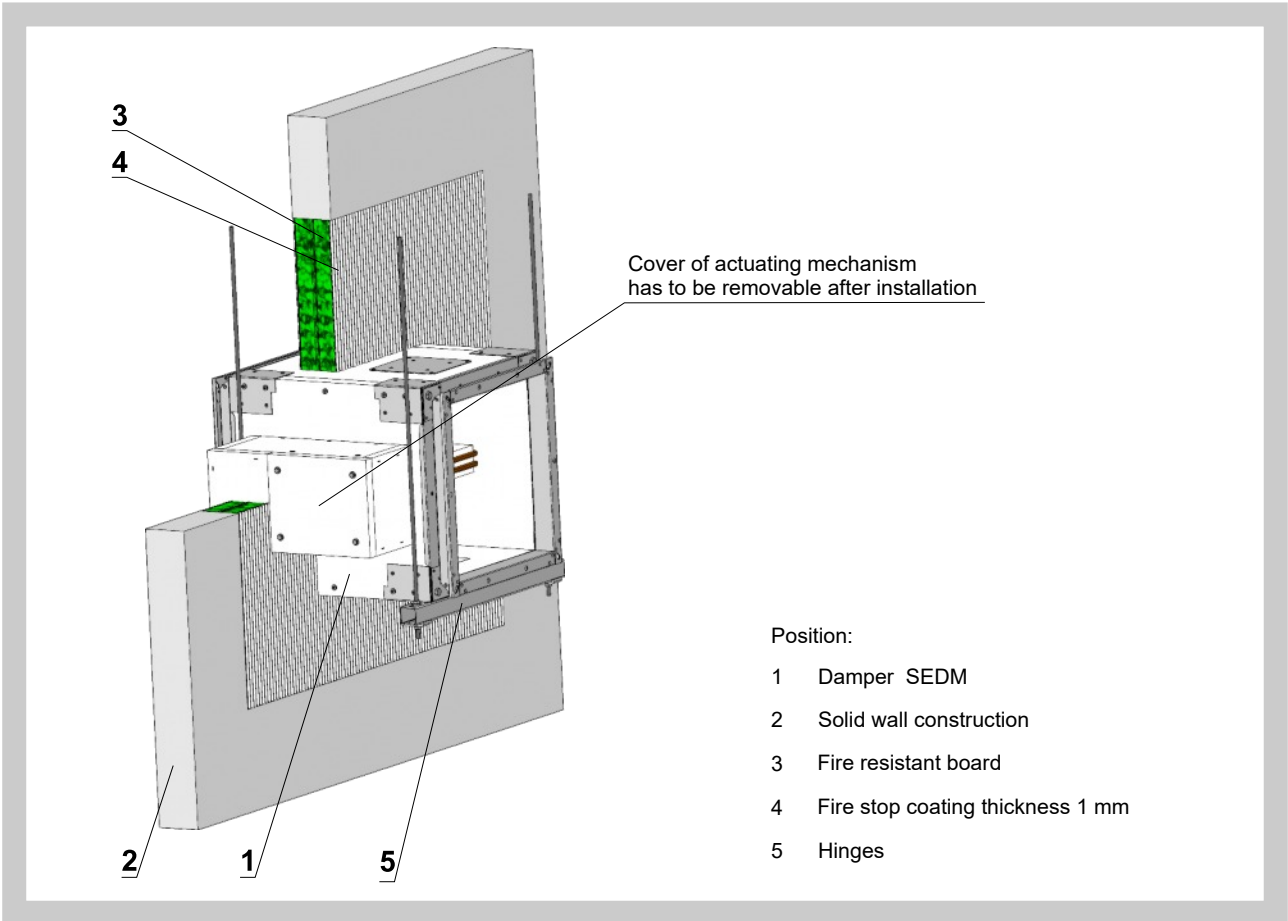 3
4
Cover of actuating mechanism
has to be removable after installation
Position:
1 Damper SEDM
2 Solid wall construction
3 Fire resistant board
4 Fire stop coating thickness 1 mm
5 Hinges
2
1
5